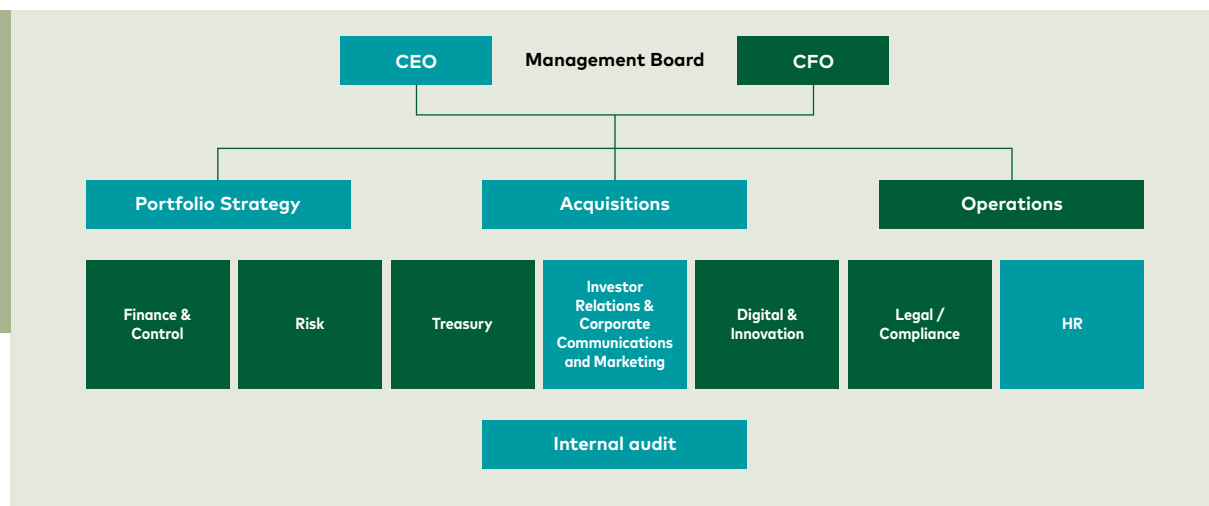 CEO
Management Board
CFO
Portfolio Strategy
Acquisitions
Operations
Finance &
Control
Risk
Treasury
Investor
Relations &
Corporate
Communications
and Marketing
Digital &
Innovation
Legal /
Compliance
HR
Internal audit